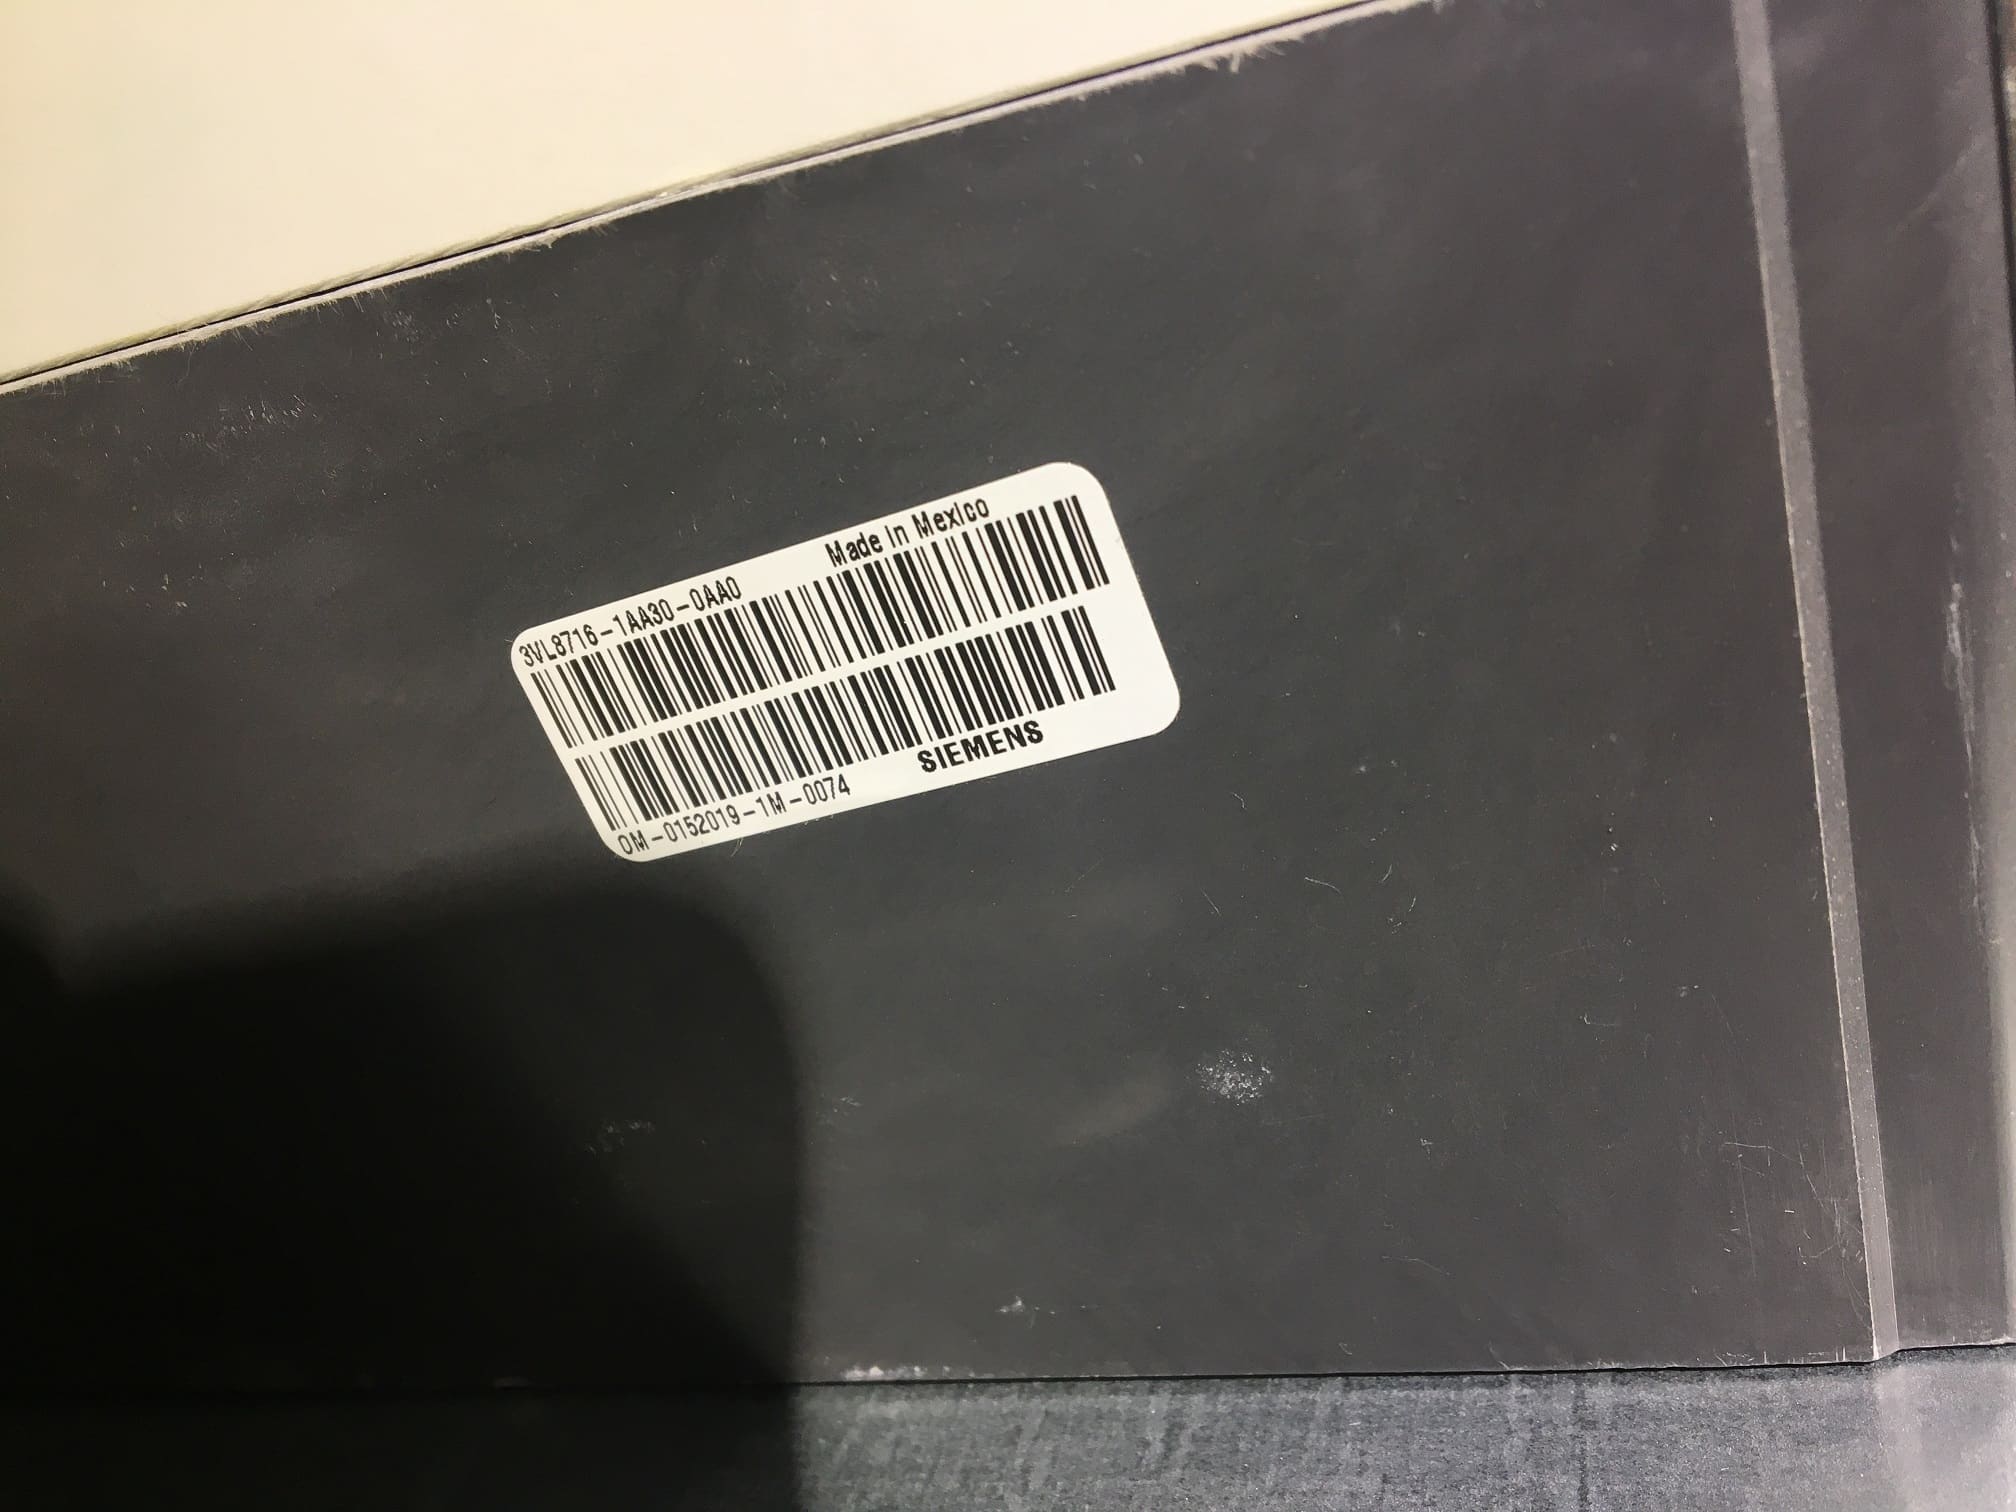 3VL8716-1AA30-0AA0 Made in Mexico
OM-0152019-1M-0074 SIEMENS